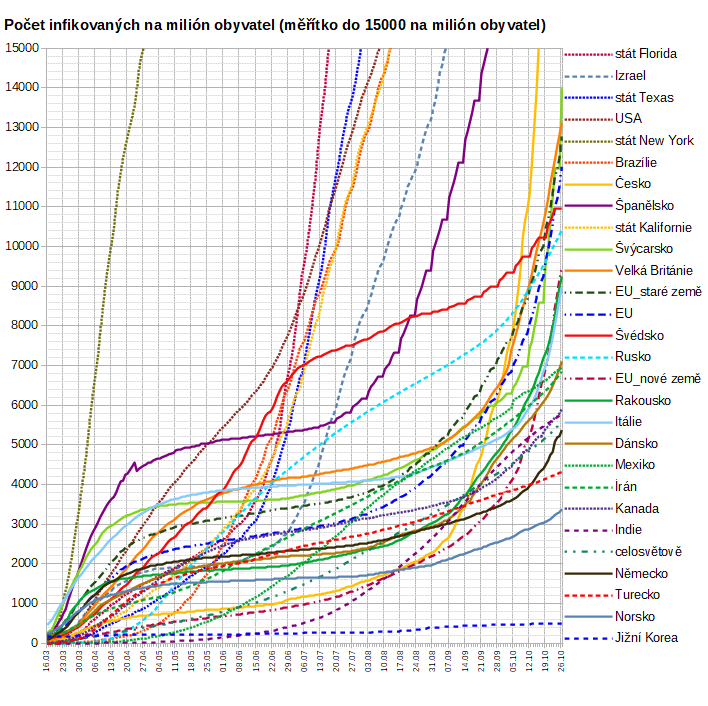 Počet infikovaných na milión obyvatel (měřítko do 15000 na milión obyvatel)
15000
14000
13000
12000
11000
10000
9000
8000
7000
6000
5000
4000
3000
2000
1000
0
16.03
23.03
30.03
06.04
13.04
20.04
27.04
04.05
11.05
18.05
25.05
01.06
08.06
15.06
22.06
29.06
06.07
13.07
20.07
27.07
03.08
10.08
17.08
24.08
31.08
07.09
14.09
21.09
28.09
05.10
12.10
19.10
26.10
stát Florida
Izrael
stát Texas
USA
stát New York
Brazílie
Česko
Španělsko
stát Kalifornie
Švýcarsko
Velká Británie
EU_staré země
EU
Švédsko
Rusko
EU_nové země
Rakousko
Itálie
Dánsko
Mexiko
Írán
Kanada
Indie
celosvětově
Německo
Turecko
Norsko
Jižní Korea